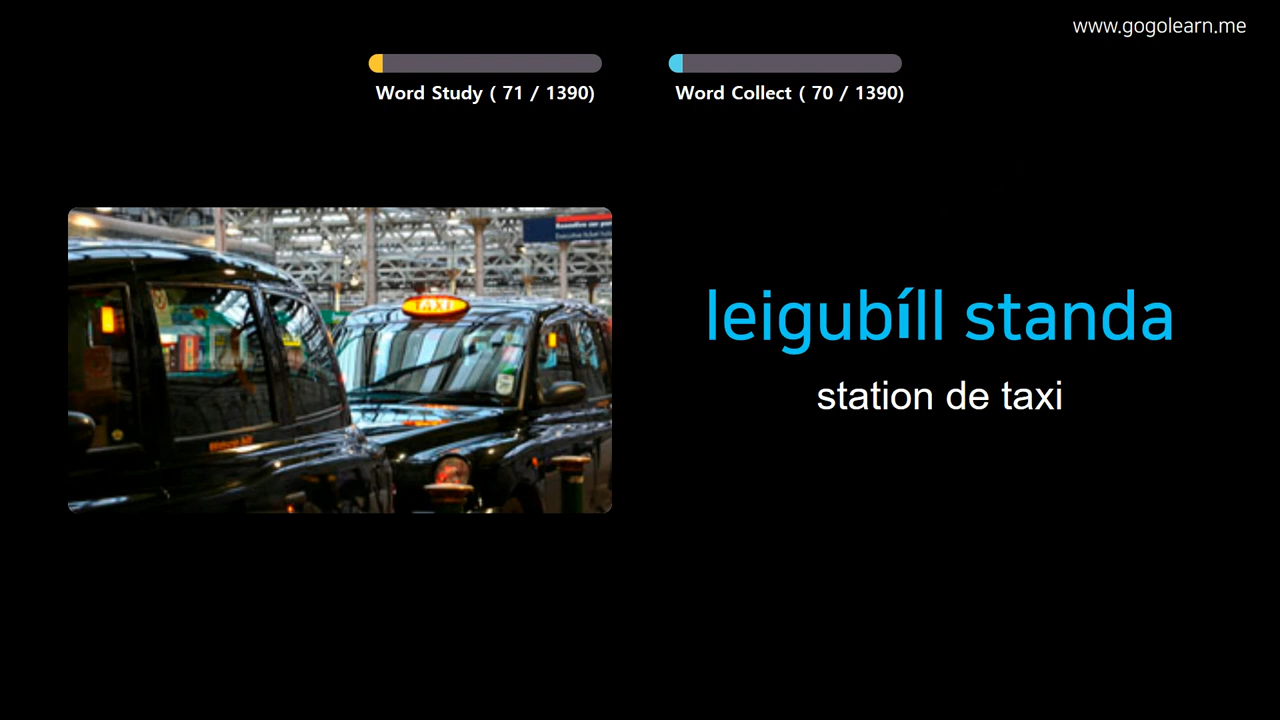 www.gogolearn.me
Word Study ( 71 / 1390)
Word Collect ( 70 / 1390)
TAXI
leigubíll standa
station de taxi